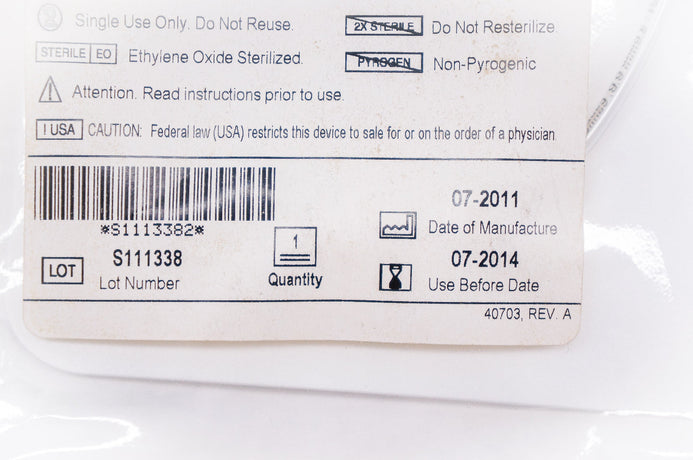 Single Use Only. Do Not Reuse.
2X STERILE Do Not Resterilize.
STERILE EO Ethylene Oxide Sterilized.
PYROGEN Non-Pyrogenic
Attention. Read instructions prior to use.
! USA CAUTION: Federal law (USA) restricts this device to sale for or on the order of a physician
*S1113382*
LOT S111338
Lot Number
1
Quantity
07-2011
Date of Manufacture
07-2014
Use Before Date
40703, REV. A